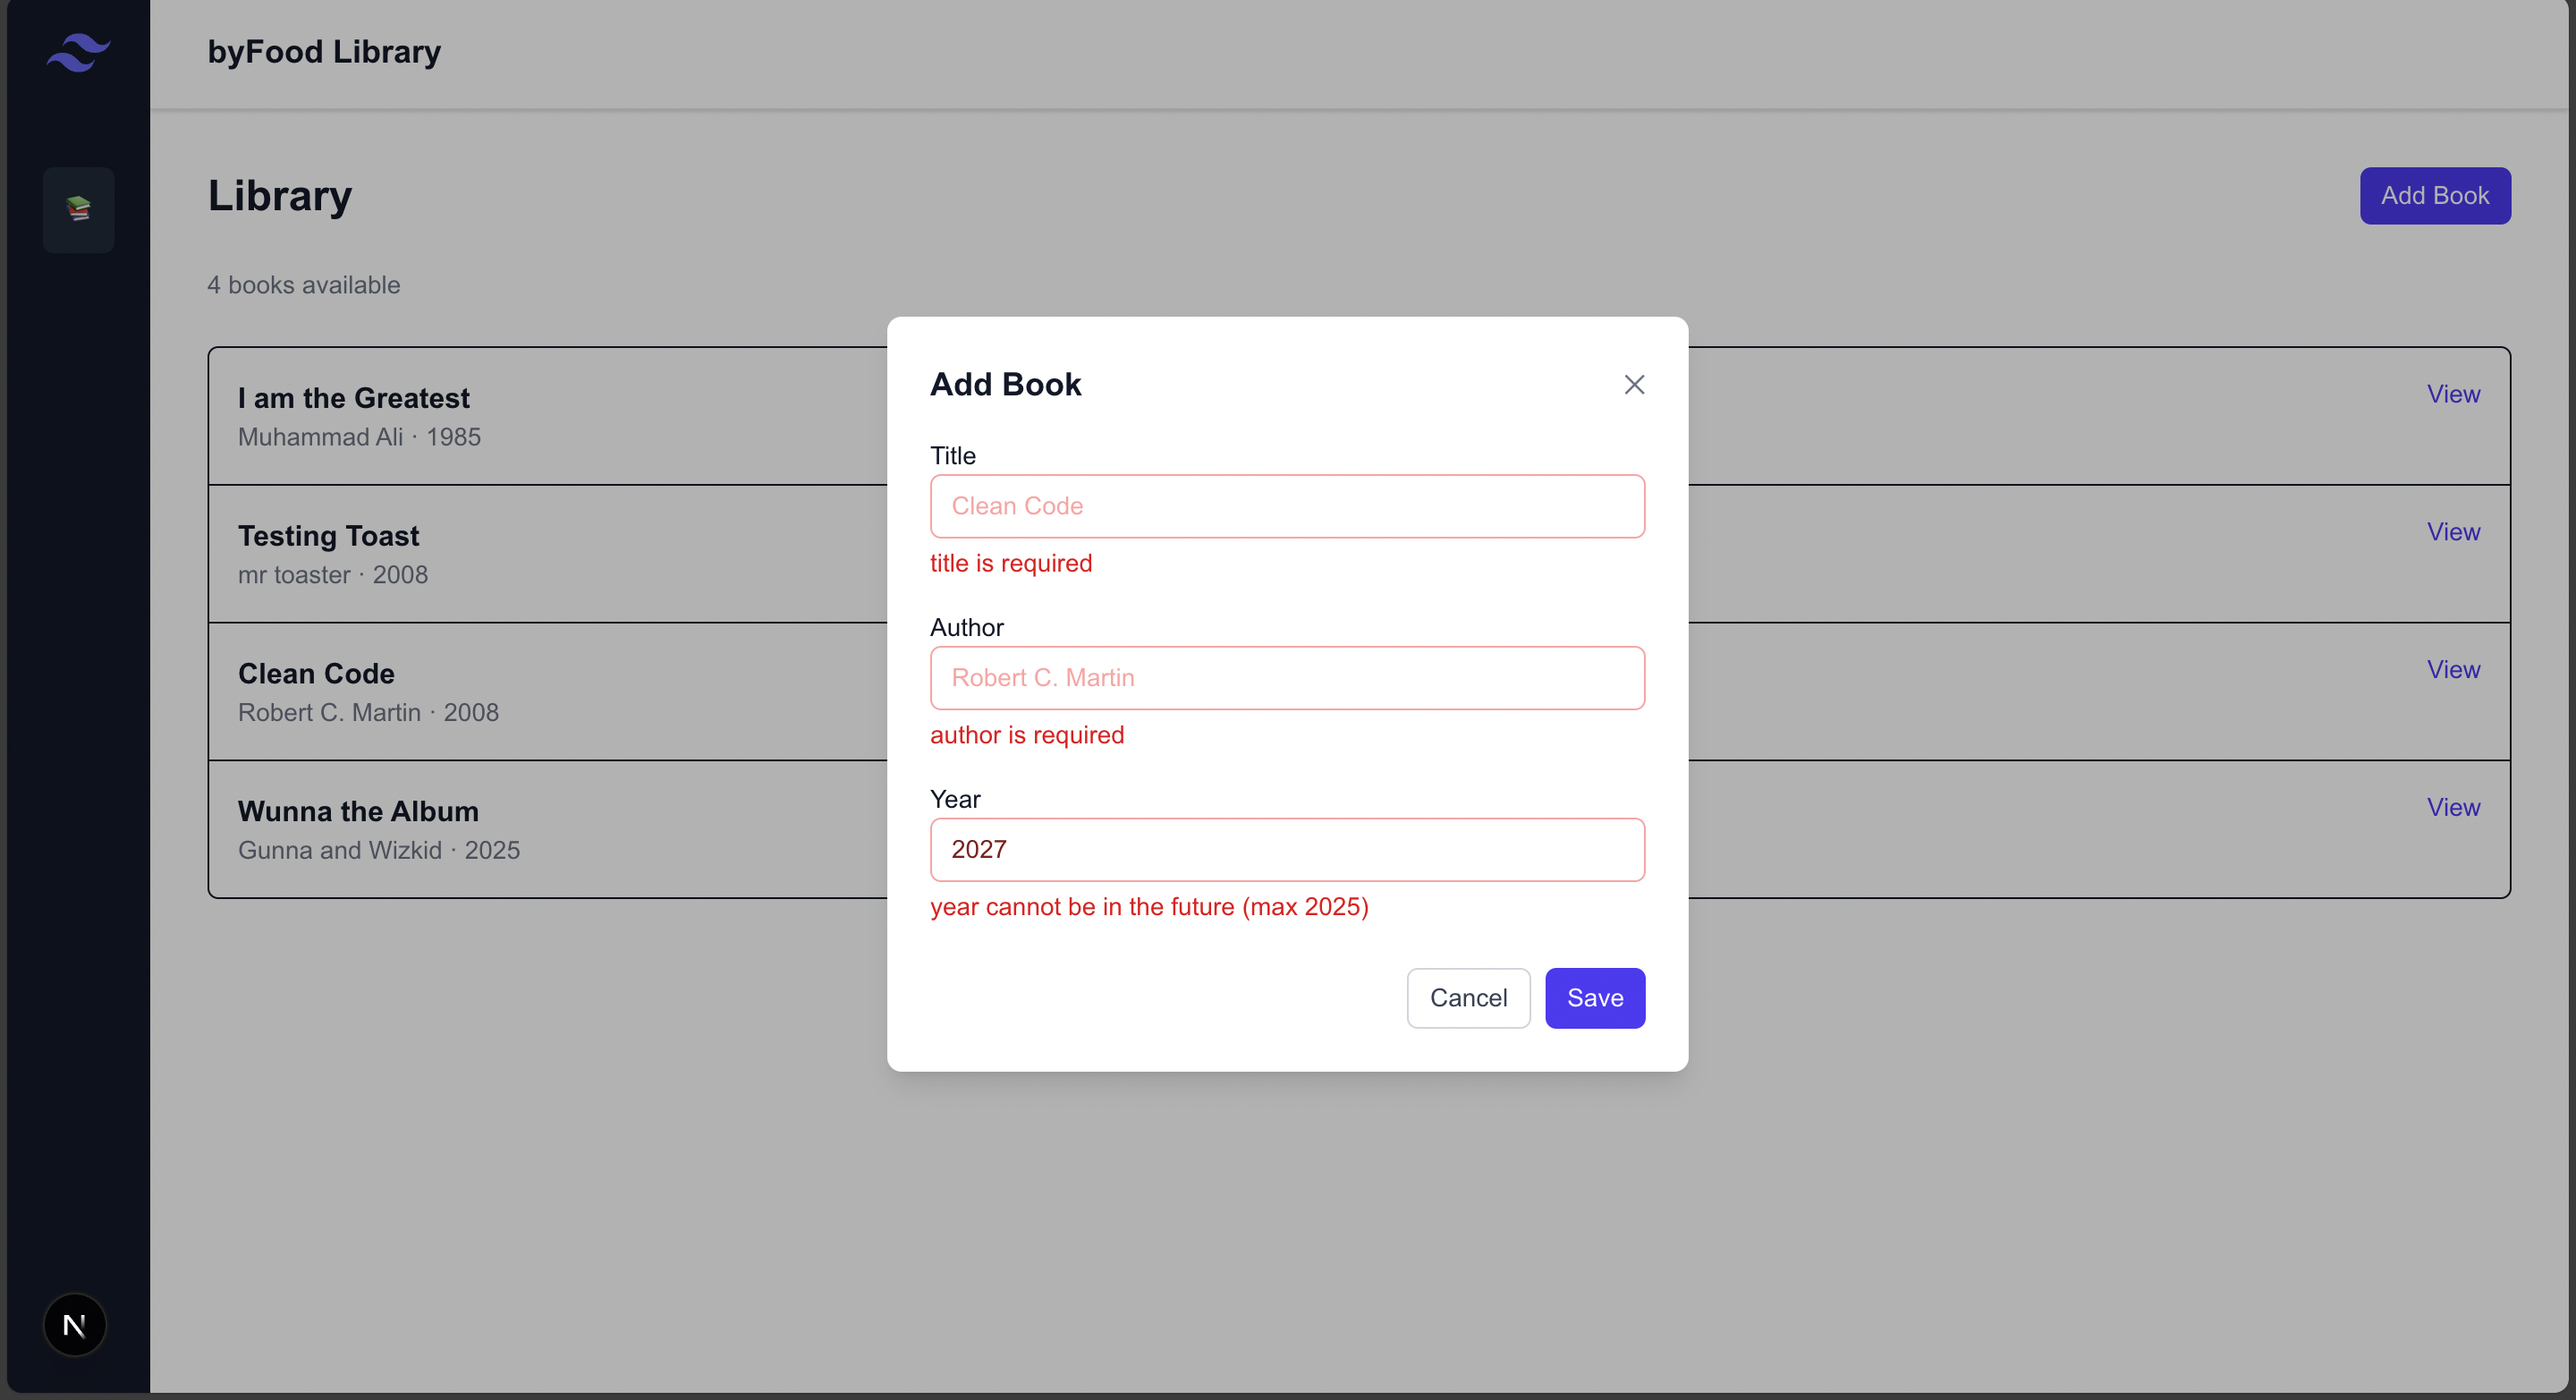 byFood Library
Library
Add Book
4 books available
I am the Greatest
Muhammad Ali · 1985
View
Testing Toast
mr toaster · 2008
View
Clean Code
Robert C. Martin · 2008
View
Wunna the Album
Gunna and Wizkid · 2025
View
Add Book
Title
Clean Code
title is required
Author
Robert C. Martin
author is required
Year
2027
year cannot be in the future (max 2025)
Cancel
Save
N